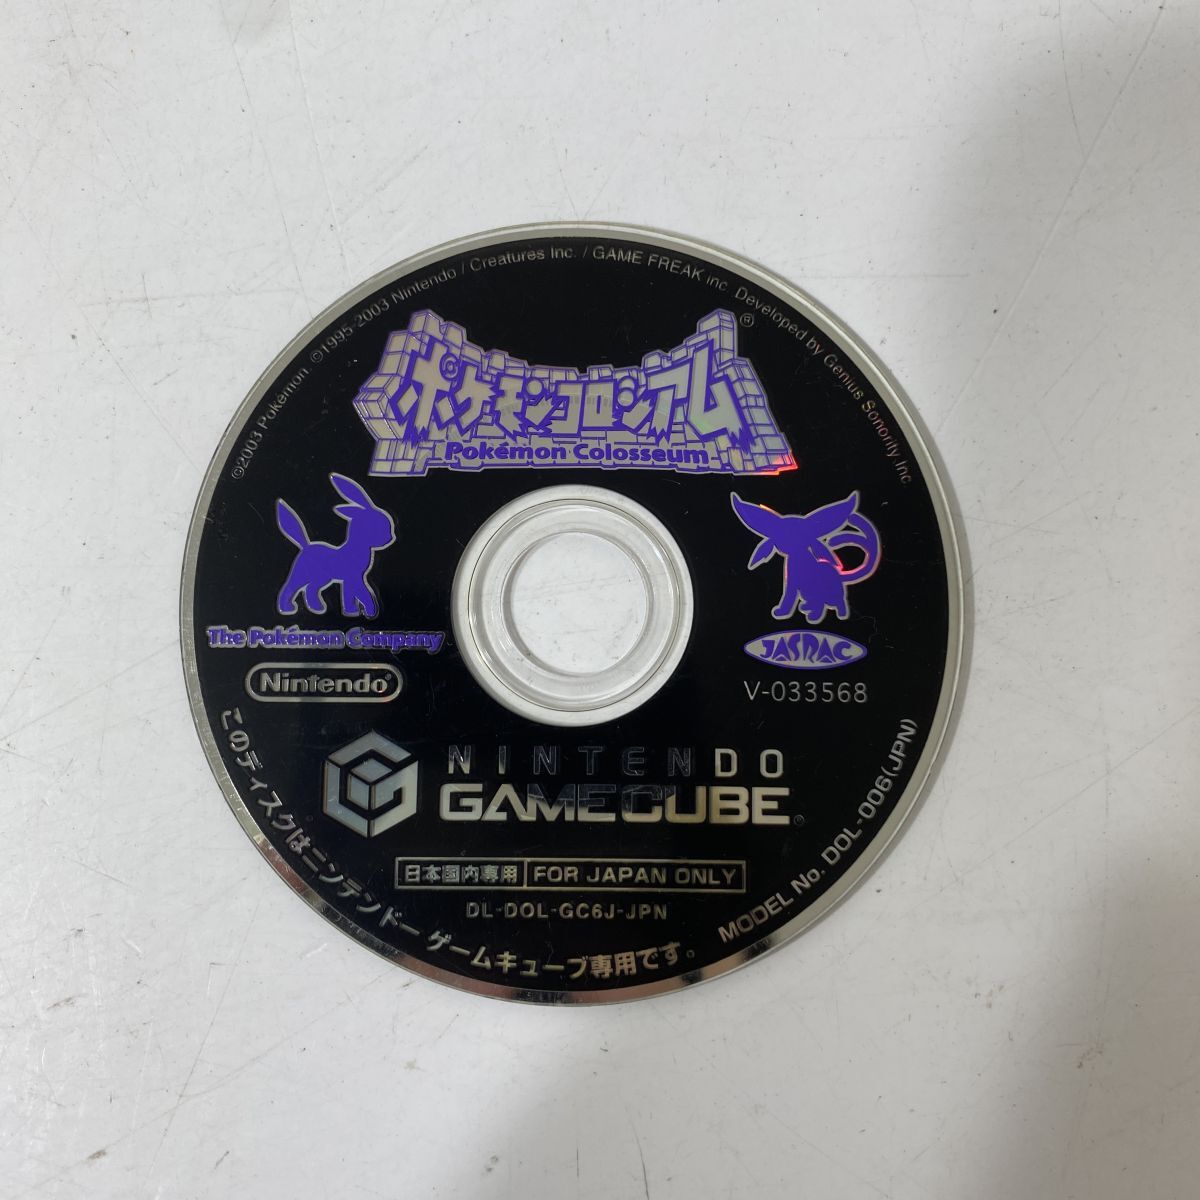 ©2003 Pokémon. ©1995-2003 Nintendo / Creatures Inc. / GAME FREAK inc. Developed by Genius Sonority Inc.
ポケモンコロシアム®
Pokémon Colosseum
The Pokémon Company
Nintendo®
JASRAC
V-033568
NINTENDO
GAMECUBE®
日本国内専用 FOR JAPAN ONLY
DL-DOL-GC6J-JPN
このディスクはニンテンドー ゲームキューブ専用です。
MODEL No. DOL-006(JPN)